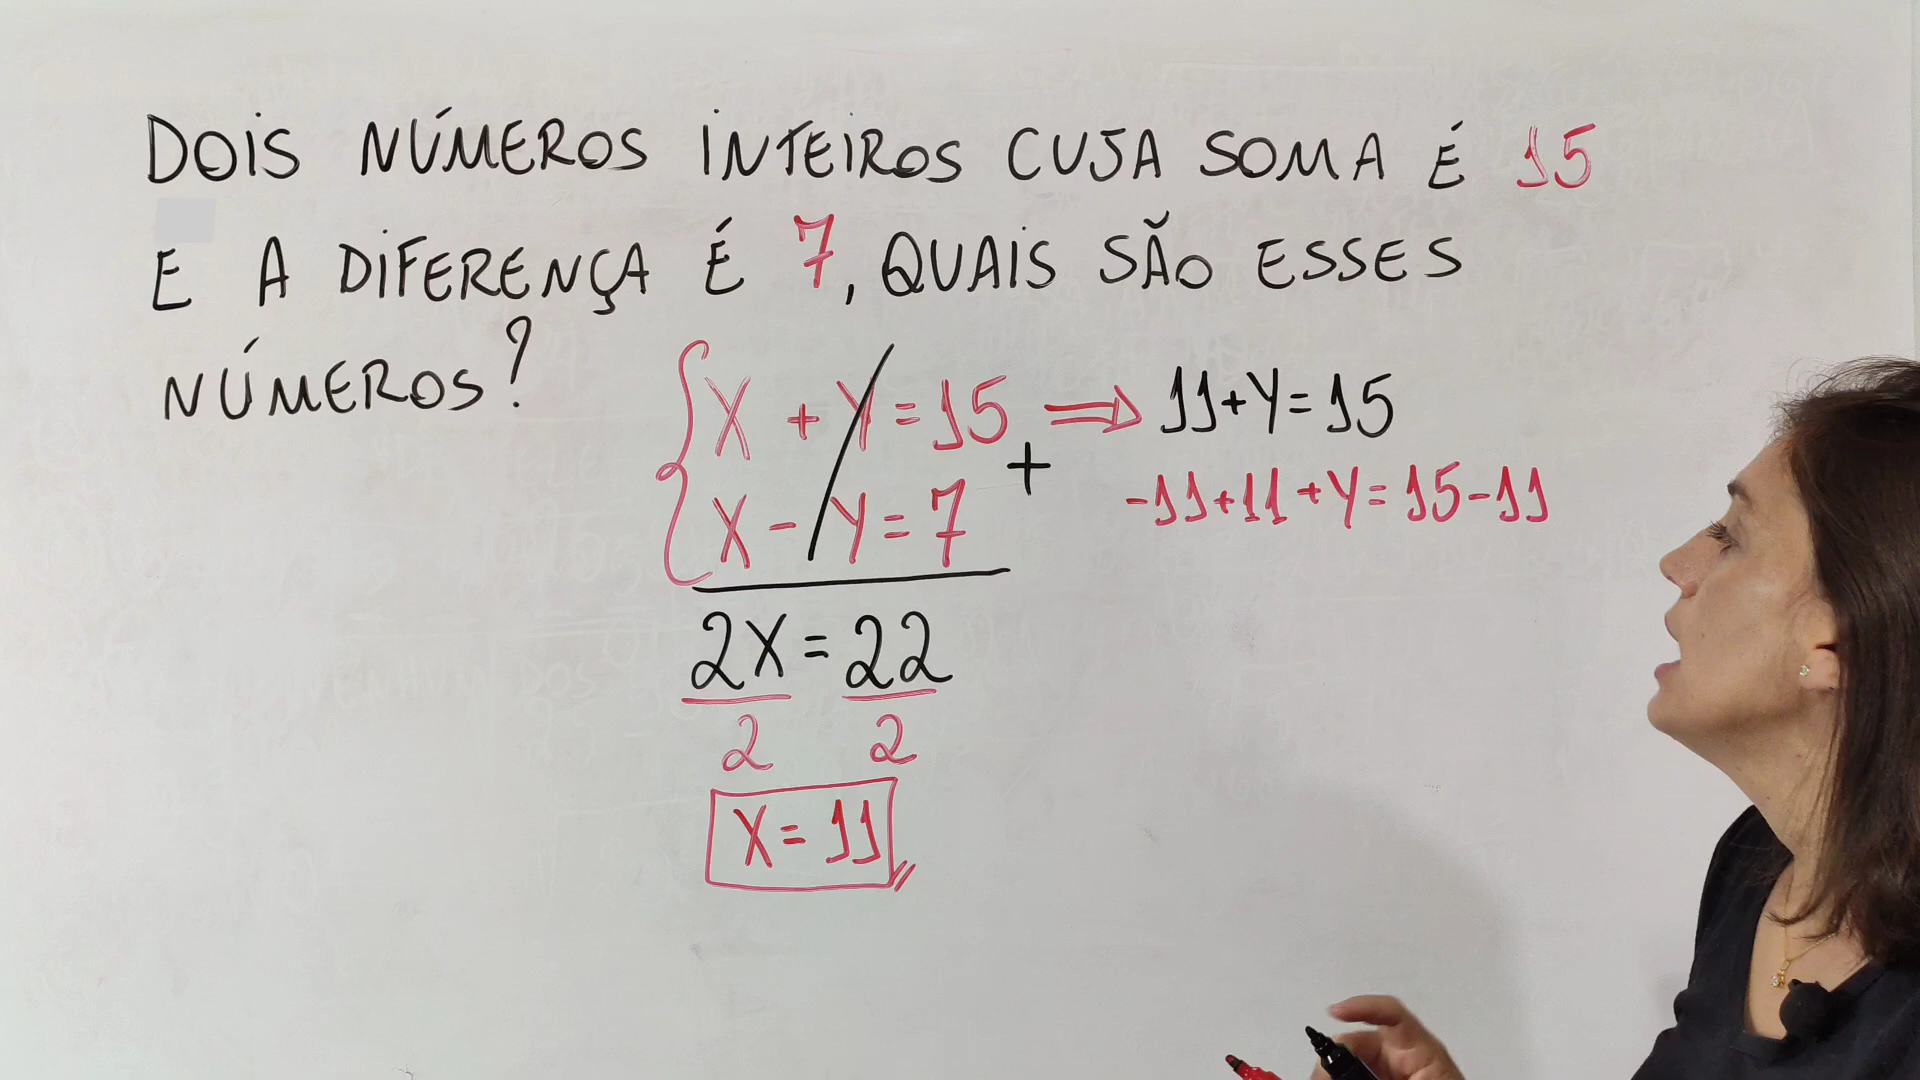 DOIS NÚMEROS INTEIROS CUJA SOMA É 15
E A DIFERENÇA É 7, QUAIS SÃO ESSES
NÚMEROS?
X + Y = 15 ⇒ 11 + Y = 15
+
X - Y = 7
-11 + 11 + Y = 15 - 11
2X = 22
2 2
X = 11